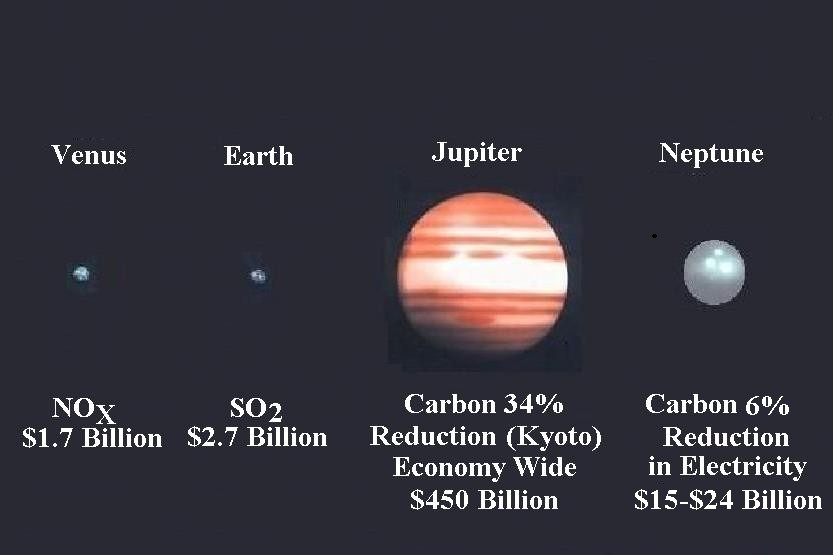 Venus
Earth
Jupiter
Neptune
NOX
$1.7 Billion
SO2
$2.7 Billion
Carbon 34%
Reduction (Kyoto)
Economy Wide
$450 Billion
Carbon 6%
Reduction
in Electricity
$15-$24 Billion